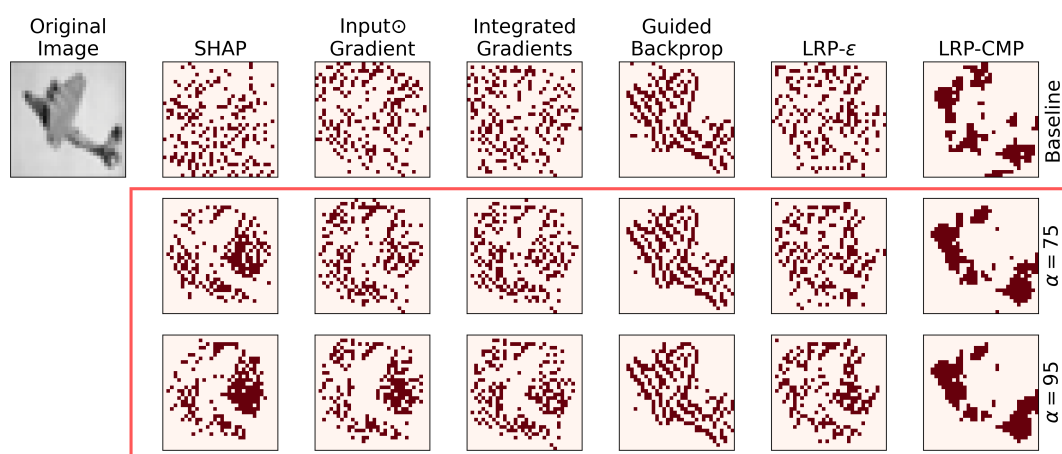 Original
Image
SHAP
Input⊙
Gradient
Integrated
Gradients
Guided
Backprop
LRP-ε
LRP-CMP
Baseline
α = 75
α = 95